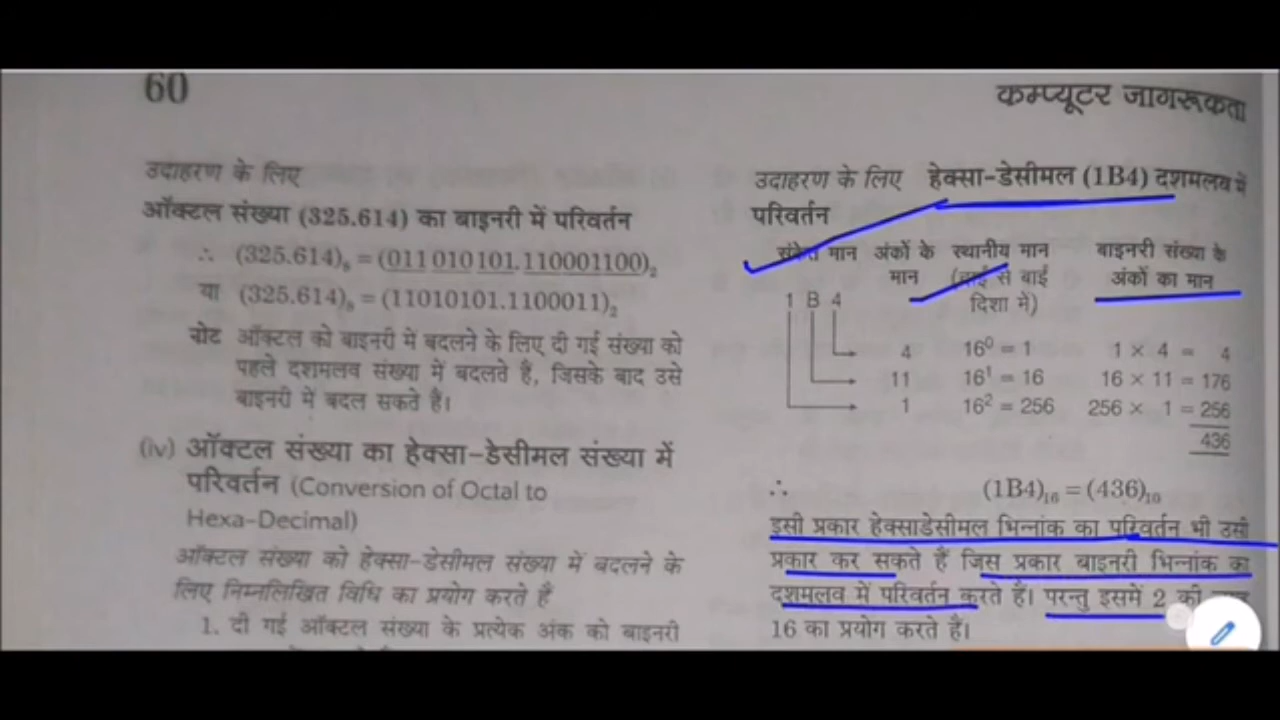 60
कम्प्यूटर जागरूकता
उदाहरण के लिए
ऑक्टल संख्या (325.614) का बाइनरी में परिवर्तन
∴ (325.614)₈ = (011010101.110001100)₂
या (325.614)₈ = (11010101.1100011)₂
नोट ऑक्टल को बाइनरी में बदलने के लिए दी गई संख्या को
पहले दशमलव संख्या में बदलते हैं, जिसके बाद उसे
बाइनरी में बदल सकते हैं।
(iv) ऑक्टल संख्या का हेक्सा-डेसीमल संख्या में
परिवर्तन (Conversion of Octal to
Hexa-Decimal)
ऑक्टल संख्या को हेक्सा-डेसीमल संख्या में बदलने के
लिए निम्नलिखित विधि का प्रयोग करते हैं
1. दी गई ऑक्टल संख्या के प्रत्येक अंक को बाइनरी
उदाहरण के लिए हेक्सा-डेसीमल (1B4) दशमलव में
परिवर्तन
संकेत मान अंकों के स्थानीय मान बाइनरी संख्या के
मान (दाईं से बाईं अंकों का मान
1 B 4 दिशा में)
4 16⁰ = 1 1 × 4 = 4
11 16¹ = 16 16 × 11 = 176
1 16² = 256 256 × 1 = 256
436
∴ (1B4)₁₆ = (436)₁₀
इसी प्रकार हेक्साडेसीमल भिन्नांक का परिवर्तन भी उसी
प्रकार कर सकते हैं जिस प्रकार बाइनरी भिन्नांक का
दशमलव में परिवर्तन करते हैं। परन्तु इसमें 2 की
16 का प्रयोग करते हैं।